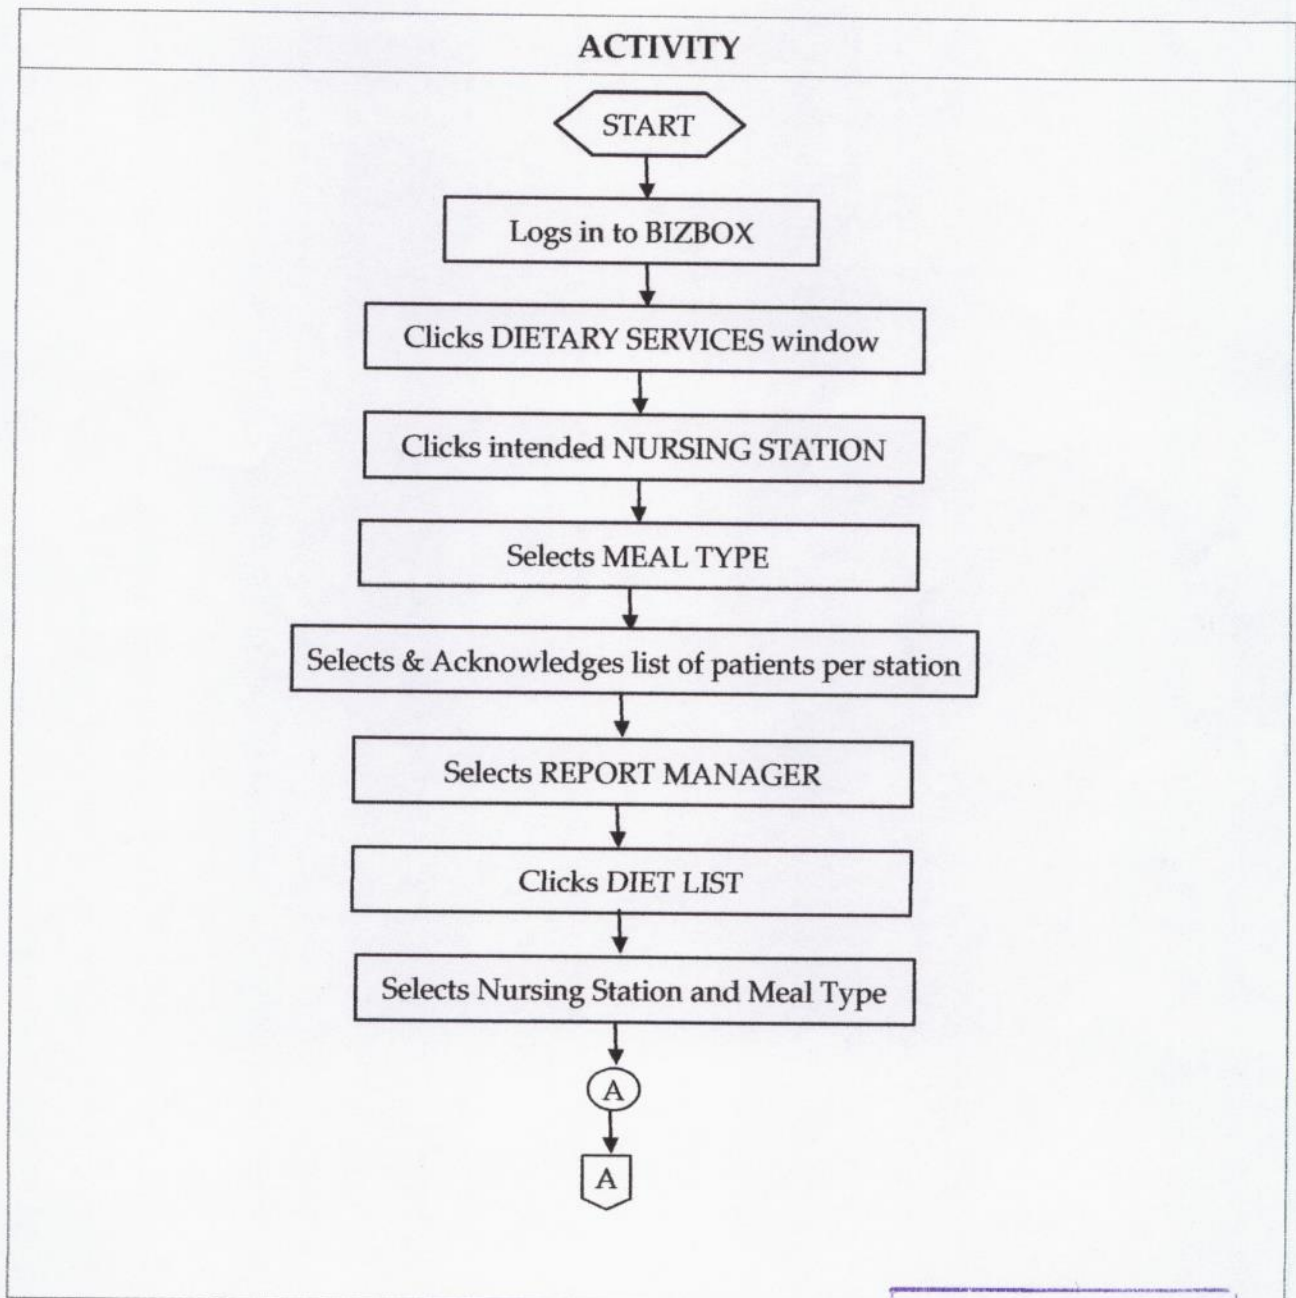 ACTIVITY
START
Logs in to BIZBOX
Clicks DIETARY SERVICES window
Clicks intended NURSING STATION
Selects MEAL TYPE
Selects & Acknowledges list of patients per station
Selects REPORT MANAGER
Clicks DIET LIST
Selects Nursing Station and Meal Type
A
A